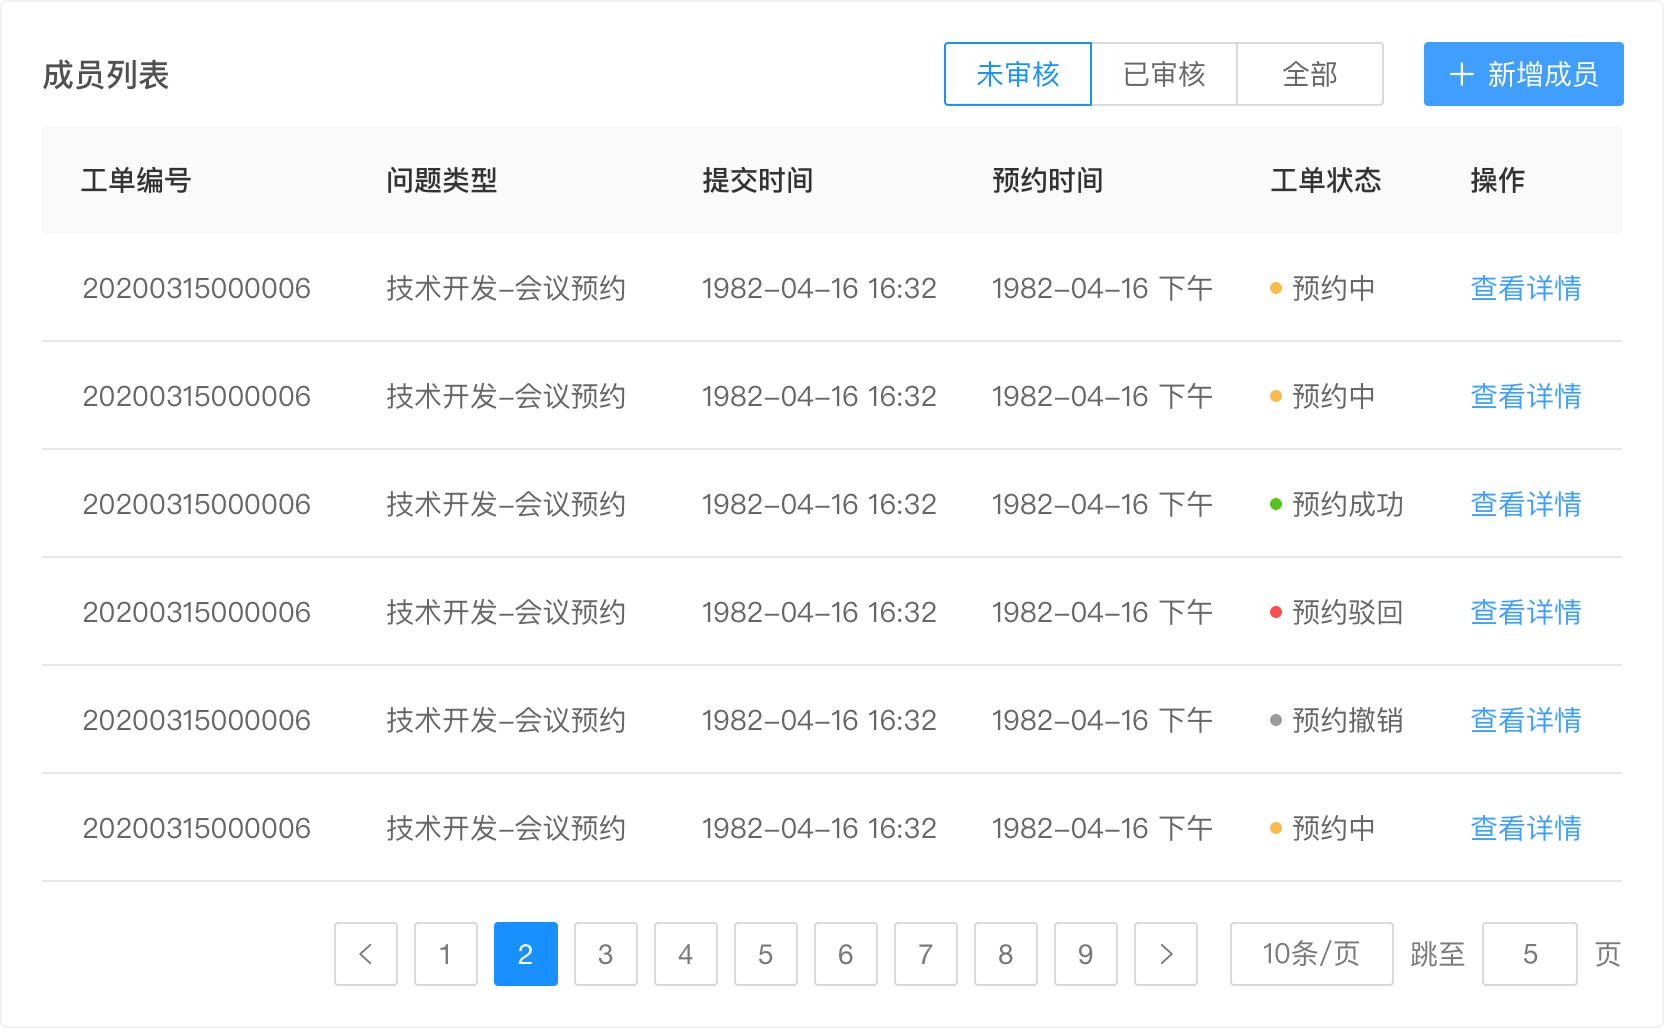 成员列表 未审核 已审核 全部 + 新增成员
工单编号 问题类型 提交时间 预约时间 工单状态 操作
20200315000006 技术开发–会议预约 1982–04–16 16:32 1982–04–16 下午 预约中 查看详情
20200315000006 技术开发–会议预约 1982–04–16 16:32 1982–04–16 下午 预约中 查看详情
20200315000006 技术开发–会议预约 1982–04–16 16:32 1982–04–16 下午 预约成功 查看详情
20200315000006 技术开发–会议预约 1982–04–16 16:32 1982–04–16 下午 预约驳回 查看详情
20200315000006 技术开发–会议预约 1982–04–16 16:32 1982–04–16 下午 预约撤销 查看详情
20200315000006 技术开发–会议预约 1982–04–16 16:32 1982–04–16 下午 预约中 查看详情
< 1 2 3 4 5 6 7 8 9 > 10条/页 跳至 5 页